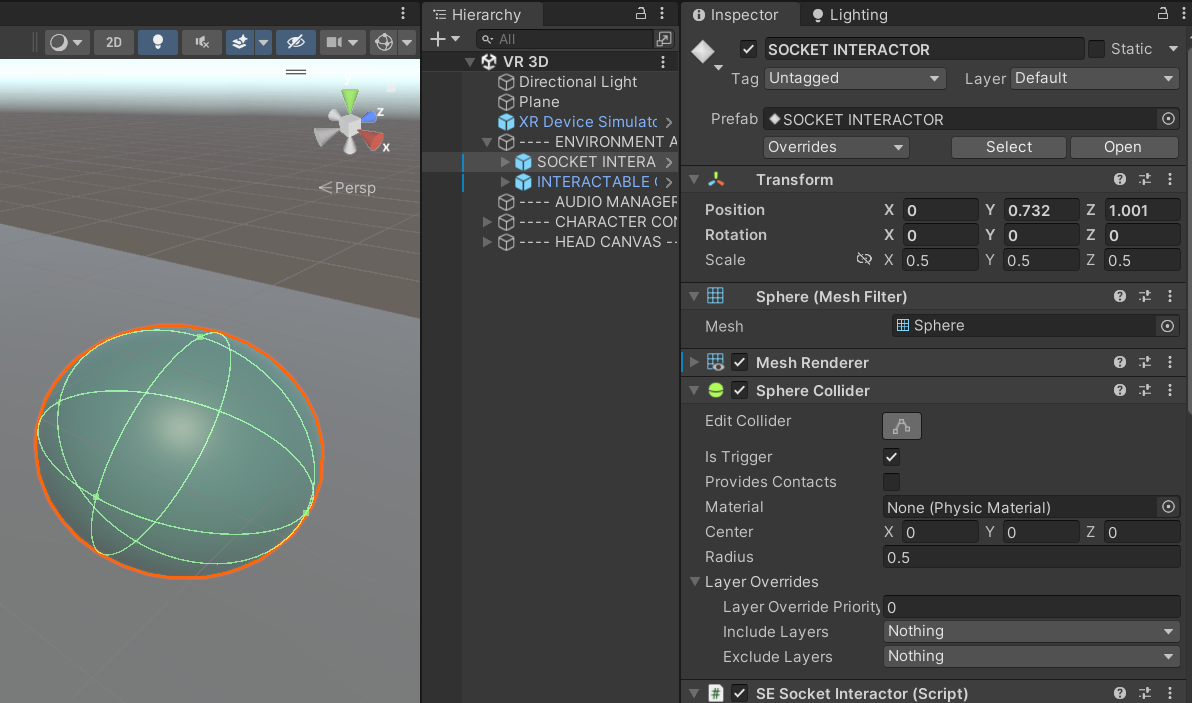 Hierarchy
Inspector
Lighting
2D
All
SOCKET INTERACTOR
Static
Tag
Untagged
Layer
Default
y
z
x
Persp
VR 3D
Directional Light
Plane
XR Device Simulato
---- ENVIRONMENT A
SOCKET INTERA
INTERACTABLE (
---- AUDIO MANAGER
---- CHARACTER CON
---- HEAD CANVAS --
Prefab
SOCKET INTERACTOR
Overrides
Select
Open
Transform
Position X 0 Y 0.732 Z 1.001
Rotation X 0 Y 0 Z 0
Scale X 0.5 Y 0.5 Z 0.5
Sphere (Mesh Filter)
Mesh Sphere
Mesh Renderer
Sphere Collider
Edit Collider
Is Trigger
Provides Contacts
Material None (Physic Material)
Center X 0 Y 0 Z 0
Radius 0.5
Layer Overrides
Layer Override Priority 0
Include Layers Nothing
Exclude Layers Nothing
# SE Socket Interactor (Script)